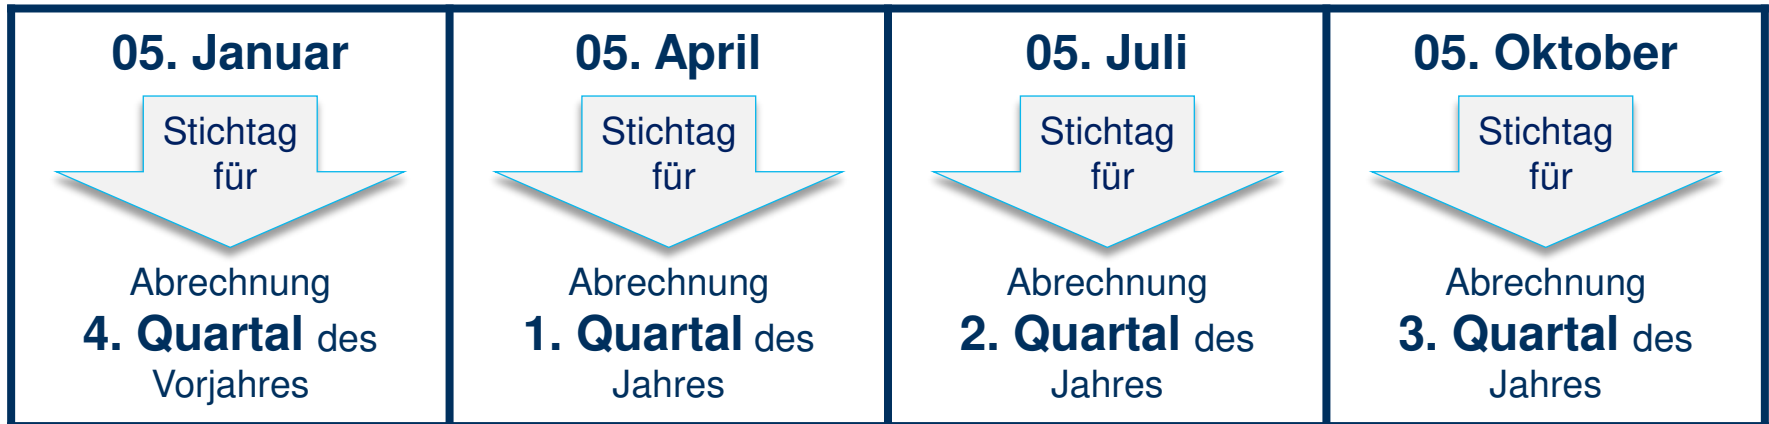 05. Januar
Stichtag
für
Abrechnung
4. Quartal des
Vorjahres
05. April
Stichtag
für
Abrechnung
1. Quartal des
Jahres
05. Juli
Stichtag
für
Abrechnung
2. Quartal des
Jahres
05. Oktober
Stichtag
für
Abrechnung
3. Quartal des
Jahres